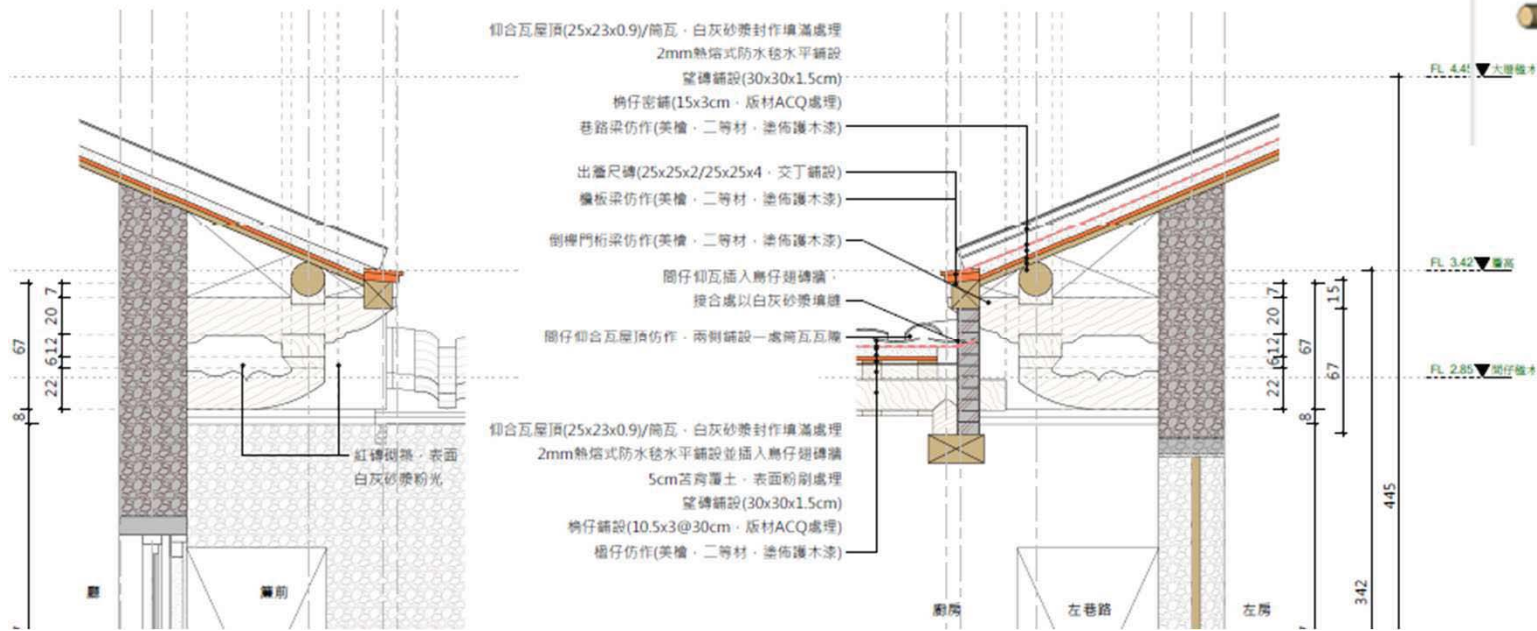 仰合瓦屋頂(25x23x0.9)/筒瓦．白灰砂漿封作填滿處理
2mm熱熔式防水毯水平鋪設
望磚鋪設(30x30x1.5cm)
桷仔密鋪(15x3cm．版材ACQ處理)
巷路梁仿作(美檜．二等材．塗佈護木漆)
出簷尺磚(25x25x2/25x25x4．交丁鋪設)
檐板梁仿作(美檜．二等材．塗佈護木漆)
倒櫸門桁梁仿作(美檜．二等材．塗佈護木漆)
間仔仰瓦插入鳥仔翅磚牆．
接合處以白灰砂漿填縫
間仔仰合瓦屋頂仿作．兩側鋪設一處筒瓦瓦隴
仰合瓦屋頂(25x23x0.9)/筒瓦．白灰砂漿封作填滿處理
2mm熱熔式防水毯水平鋪設並插入鳥仔翅磚牆
5cm苫背覆土．表面粉刷處理
望磚鋪設(30x30x1.5cm)
桷仔鋪設(10.5x3@30cm．版材ACQ處理)
楹仔仿作(美檜．二等材．塗佈護木漆)
紅磚砌築．表面
白灰砂漿粉光
FL 4.45
FL 3.42
FL 2.85
7
20
12
6
22
67
8
7
20
12
6
22
8
67
15
67
445
342
廳
簷前
廚房
左巷路
左房